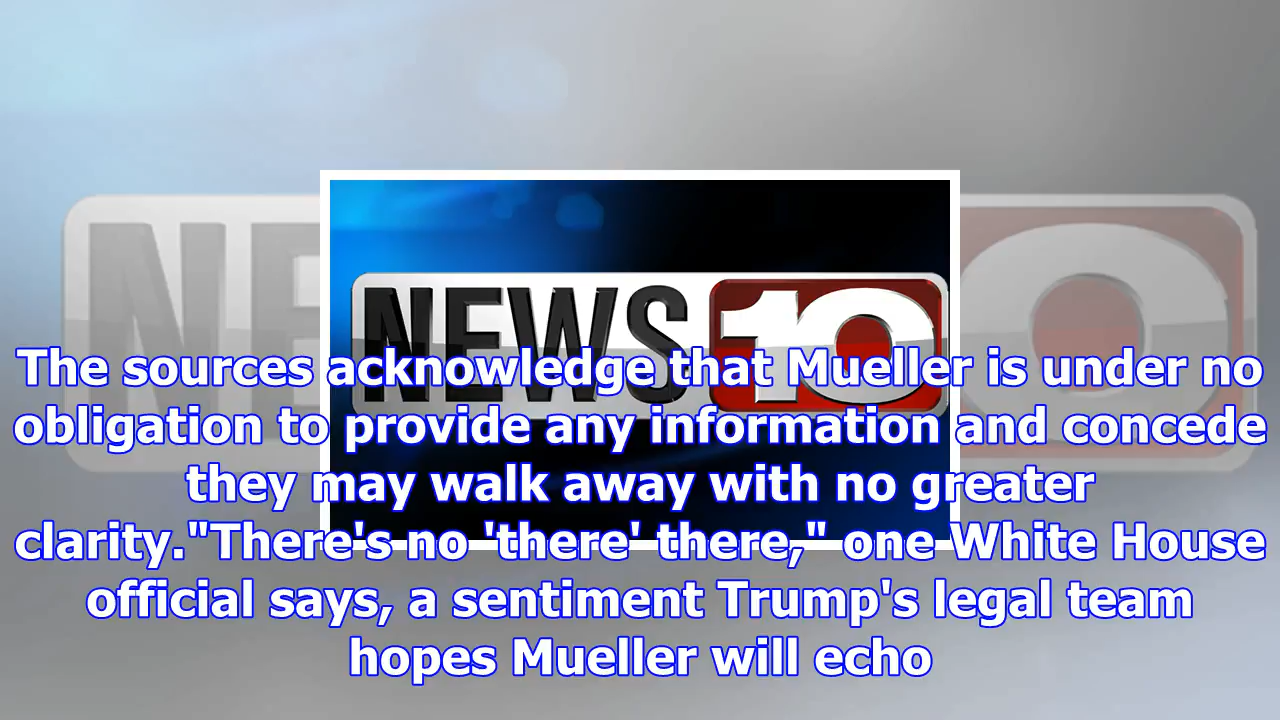 NEWS 10
The sources acknowledge that Mueller is under no
obligation to provide any information and concede
they may walk away with no greater
clarity."There's no 'there' there," one White House
official says, a sentiment Trump's legal team
hopes Mueller will echo